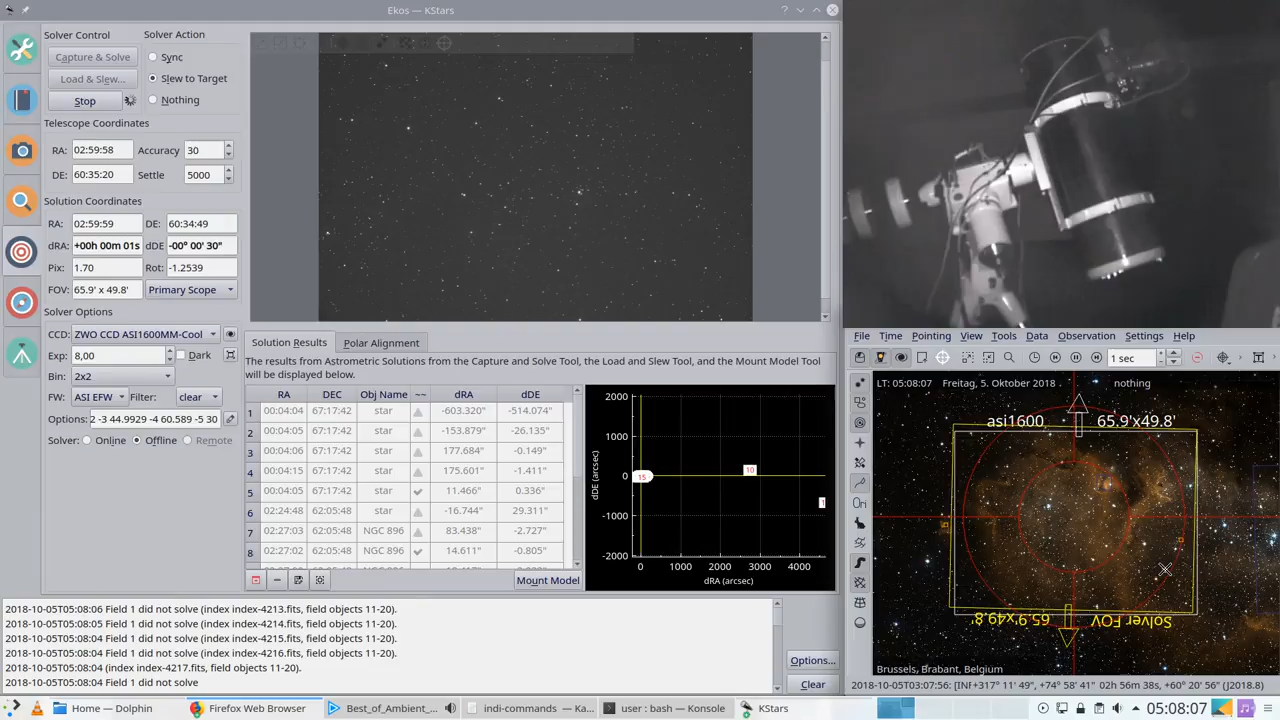 Ekos — KStars
Solver Control
Solver Action
Capture & Solve
Sync
Load & Slew...
Slew to Target
Stop
Nothing
Telescope Coordinates
RA: 02:59:58 Accuracy 30
DE: 60:35:20 Settle 5000
Solution Coordinates
RA: 02:59:59 DE: 60:34:49
dRA: +00h 00m 01s dDE -00° 00' 30"
Pix: 1.70 Rot: -1.2539
FOV: 65.9' x 49.8' Primary Scope
Solver Options
CCD: ZWO CCD ASI1600MM-Cool
Exp: 8,00 Dark
Bin: 2x2
FW: ASI EFW Filter: clear
Options: 2 -3 44.9929 -4 60.589 -5 30
Solver: Online Offline Remote
Solution Results Polar Alignment
The results from Astrometric Solutions from the Capture and Solve Tool, the Load and Slew Tool, and the Mount Model Tool
will be displayed below.
RA DEC Obj Name ~~ dRA dDE
1 00:04:04 67:17:42 star -603.320" -514.074"
2 00:04:05 67:17:42 star -153.879" -26.135"
3 00:04:06 67:17:42 star 177.684" -0.149"
4 00:04:15 67:17:42 star 175.601" -1.411"
5 00:04:05 67:17:42 star 11.466" 0.336"
6 02:24:48 62:05:48 star -16.744" 29.311"
7 02:27:03 62:05:48 NGC 896 83.438" -2.727"
8 02:27:02 62:05:48 NGC 896 14.611" -0.805"
Mount Model
2000
1000
0
-1000
-2000
dDE (arcsec)
15
10
1
0 1000 2000 3000 4000
dRA (arcsec)
2018-10-05T05:08:06 Field 1 did not solve (index index-4213.fits, field objects 11-20).
2018-10-05T05:08:05 Field 1 did not solve (index index-4214.fits, field objects 11-20).
2018-10-05T05:08:04 Field 1 did not solve (index index-4215.fits, field objects 11-20).
2018-10-05T05:08:04 Field 1 did not solve (index index-4216.fits, field objects 11-20).
2018-10-05T05:08:04 (index index-4217.fits, field objects 11-20).
2018-10-05T05:08:04 Field 1 did not solve
Options...
Clear
File Time Pointing View Tools Data Observation Settings Help
1 sec
LT: 05:08:07 Freitag, 5. Oktober 2018
nothing
asi1600,
65.9'x49.8'
65.9'x49.8'
Solver FOV
Brussels, Brabant, Belgium
+317° 11' 49", +74° 58' 41" 02h 56m 38s, +60° 20' 56" (J2018.8)
Home — Dolphin
Firefox Web Browser
Best_of_Ambient_...
indi-comm... — Ka...
user : bash — Konsole
KStars
05:08:07